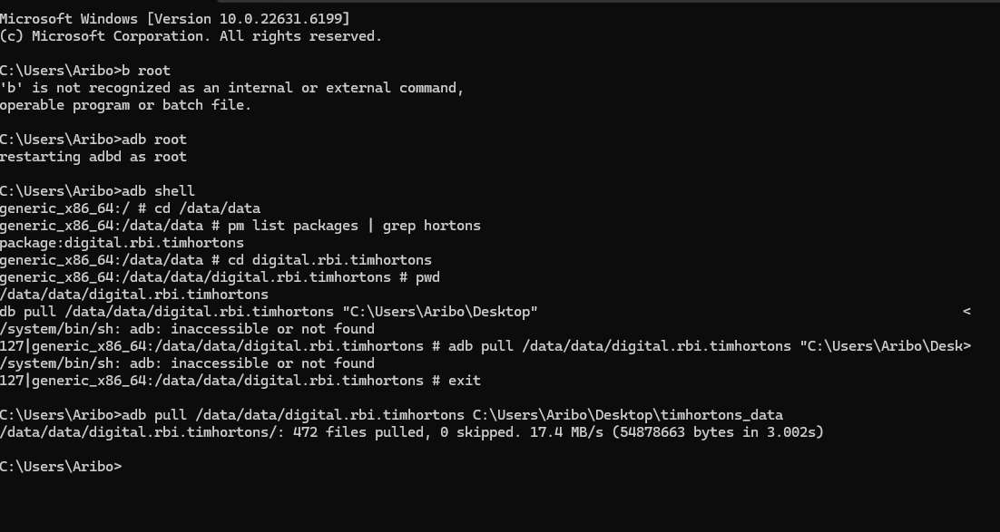 Microsoft Windows [Version 10.0.22631.6199]
(c) Microsoft Corporation. All rights reserved.
C:\Users\Aribo>b root
'b' is not recognized as an internal or external command,
operable program or batch file.
C:\Users\Aribo>adb root
restarting adbd as root
C:\Users\Aribo>adb shell
generic_x86_64:/ # cd /data/data
generic_x86_64:/data/data # pm list packages | grep hortons
package:digital.rbi.timhortons
generic_x86_64:/data/data # cd digital.rbi.timhortons
generic_x86_64:/data/data/digital.rbi.timhortons # pwd
/data/data/digital.rbi.timhortons
db pull /data/data/digital.rbi.timhortons "C:\Users\Aribo\Desktop" <
/system/bin/sh: adb: inaccessible or not found
127|generic_x86_64:/data/data/digital.rbi.timhortons # adb pull /data/data/digital.rbi.timhortons "C:\Users\Aribo\Desk>
/system/bin/sh: adb: inaccessible or not found
127|generic_x86_64:/data/data/digital.rbi.timhortons # exit
C:\Users\Aribo>adb pull /data/data/digital.rbi.timhortons C:\Users\Aribo\Desktop\timhortons_data
/data/data/digital.rbi.timhortons/: 472 files pulled, 0 skipped. 17.4 MB/s (54878663 bytes in 3.002s)
C:\Users\Aribo>